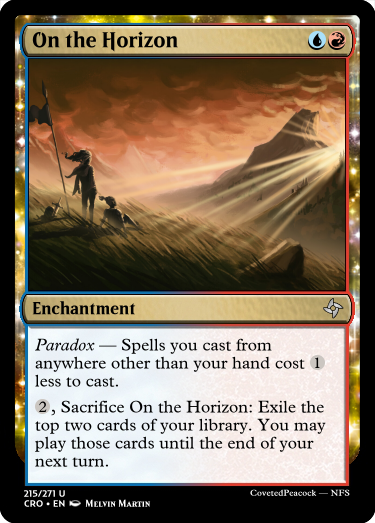 On the Horizon
Enchantment
Paradox — Spells you cast from
anywhere other than your hand cost 1
less to cast.
2, Sacrifice On the Horizon: Exile the
top two cards of your library. You may
play those cards until the end of your
next turn.
215/271 U
CRO • EN Melvin Martin
CovetedPeacock — NFS